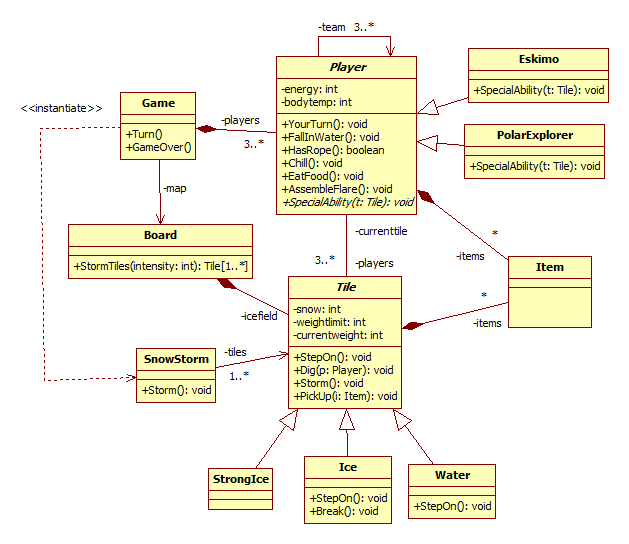 -team 3..*
Player
-energy: int
-bodytemp: int
+YourTurn(): void
+FallInWater(): void
+HasRope(): boolean
+Chill(): void
+EatFood(): void
+AssembleFlare(): void
+SpecialAbility(t: Tile): void
Eskimo
+SpecialAbility(t: Tile): void
PolarExplorer
+SpecialAbility(t: Tile): void
<<instantiate>>
Game
+Turn()
+GameOver()
-players
3..*
-map
Board
+StormTiles(intensity: int): Tile[1..*]
-currenttile
3..*
-players
*
-items
Item
*
-items
-icefield
Tile
-snow: int
-weightlimit: int
-currentweight: int
+StepOn(): void
+Dig(p: Player): void
+Storm(): void
+PickUp(i: Item): void
SnowStorm
+Storm(): void
-tiles
1..*
StrongIce
Ice
+StepOn(): void
+Break(): void
Water
+StepOn(): void